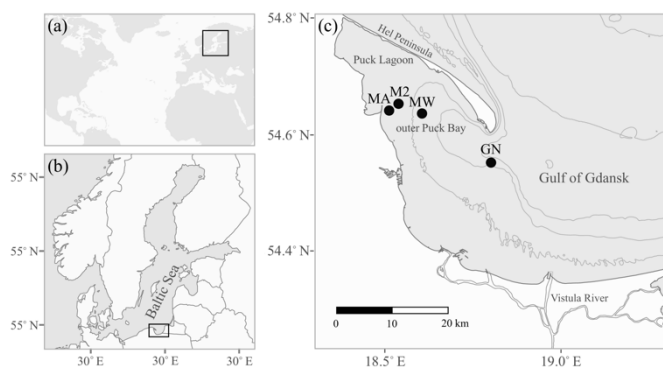 (a)
(b)
55° N
55° N
55° N
Baltic Sea
30° E
30° E
30° E
(c)
54.8° N
54.6° N
54.4° N
Hel Peninsula
Puck Lagoon
M2
MA
MW
outer Puck Bay
GN
Gulf of Gdansk
Vistula River
0
10
20 km
18.5° E
19.0° E